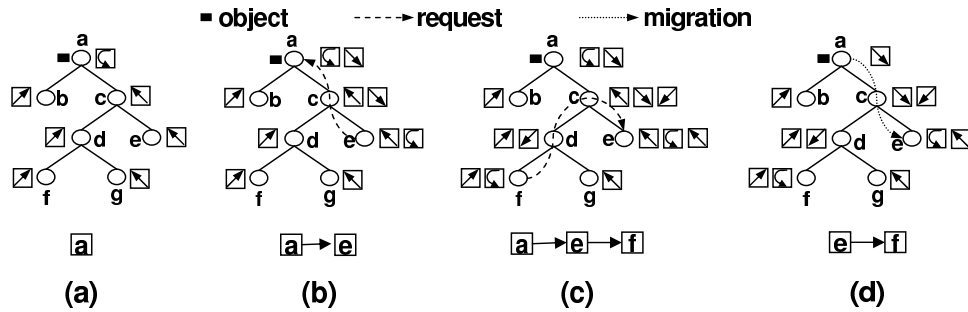 object request migration
a a a a
b c b c b c b c
d e d e d e d e
f g f g f g f g
a a e a e f e f
(a) (b) (c) (d)